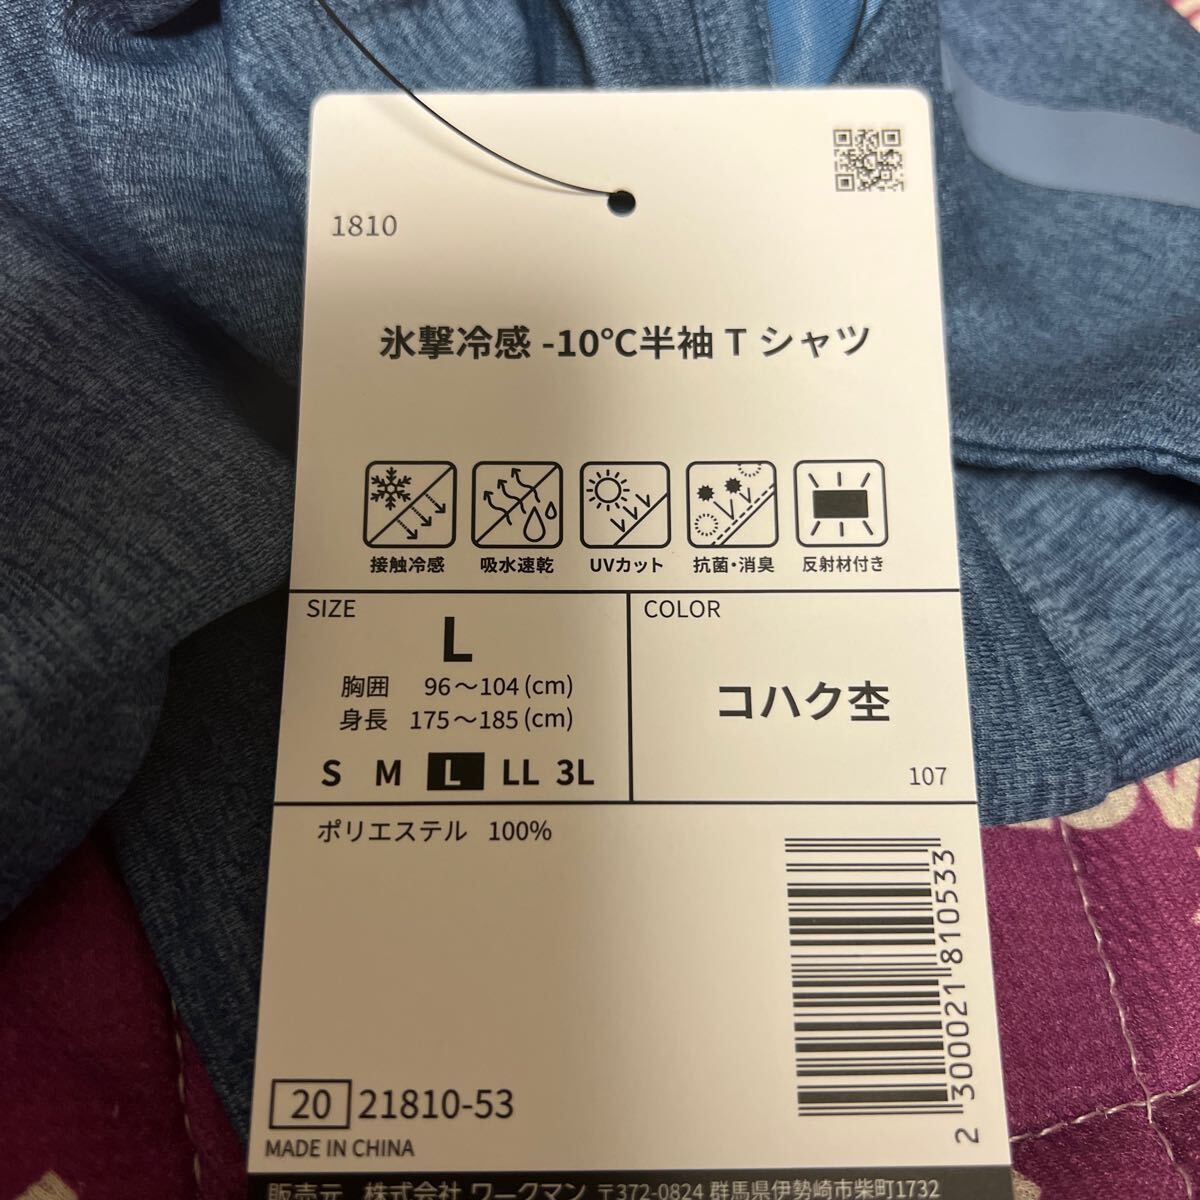 1810
氷撃冷感 -10℃半袖 T シャツ
接触冷感 吸水速乾 UVカット 抗菌・消臭 反射材付き
SIZE
L
胸囲 96～104 (cm)
身長 175～185 (cm)
S M L LL 3L
COLOR
コハク杢
107
ポリエステル 100%
2 300021 810533
20 21810-53
MADE IN CHINA
販売元 株式会社 ワークマン 〒372-0824 群馬県伊勢崎市柴町1732